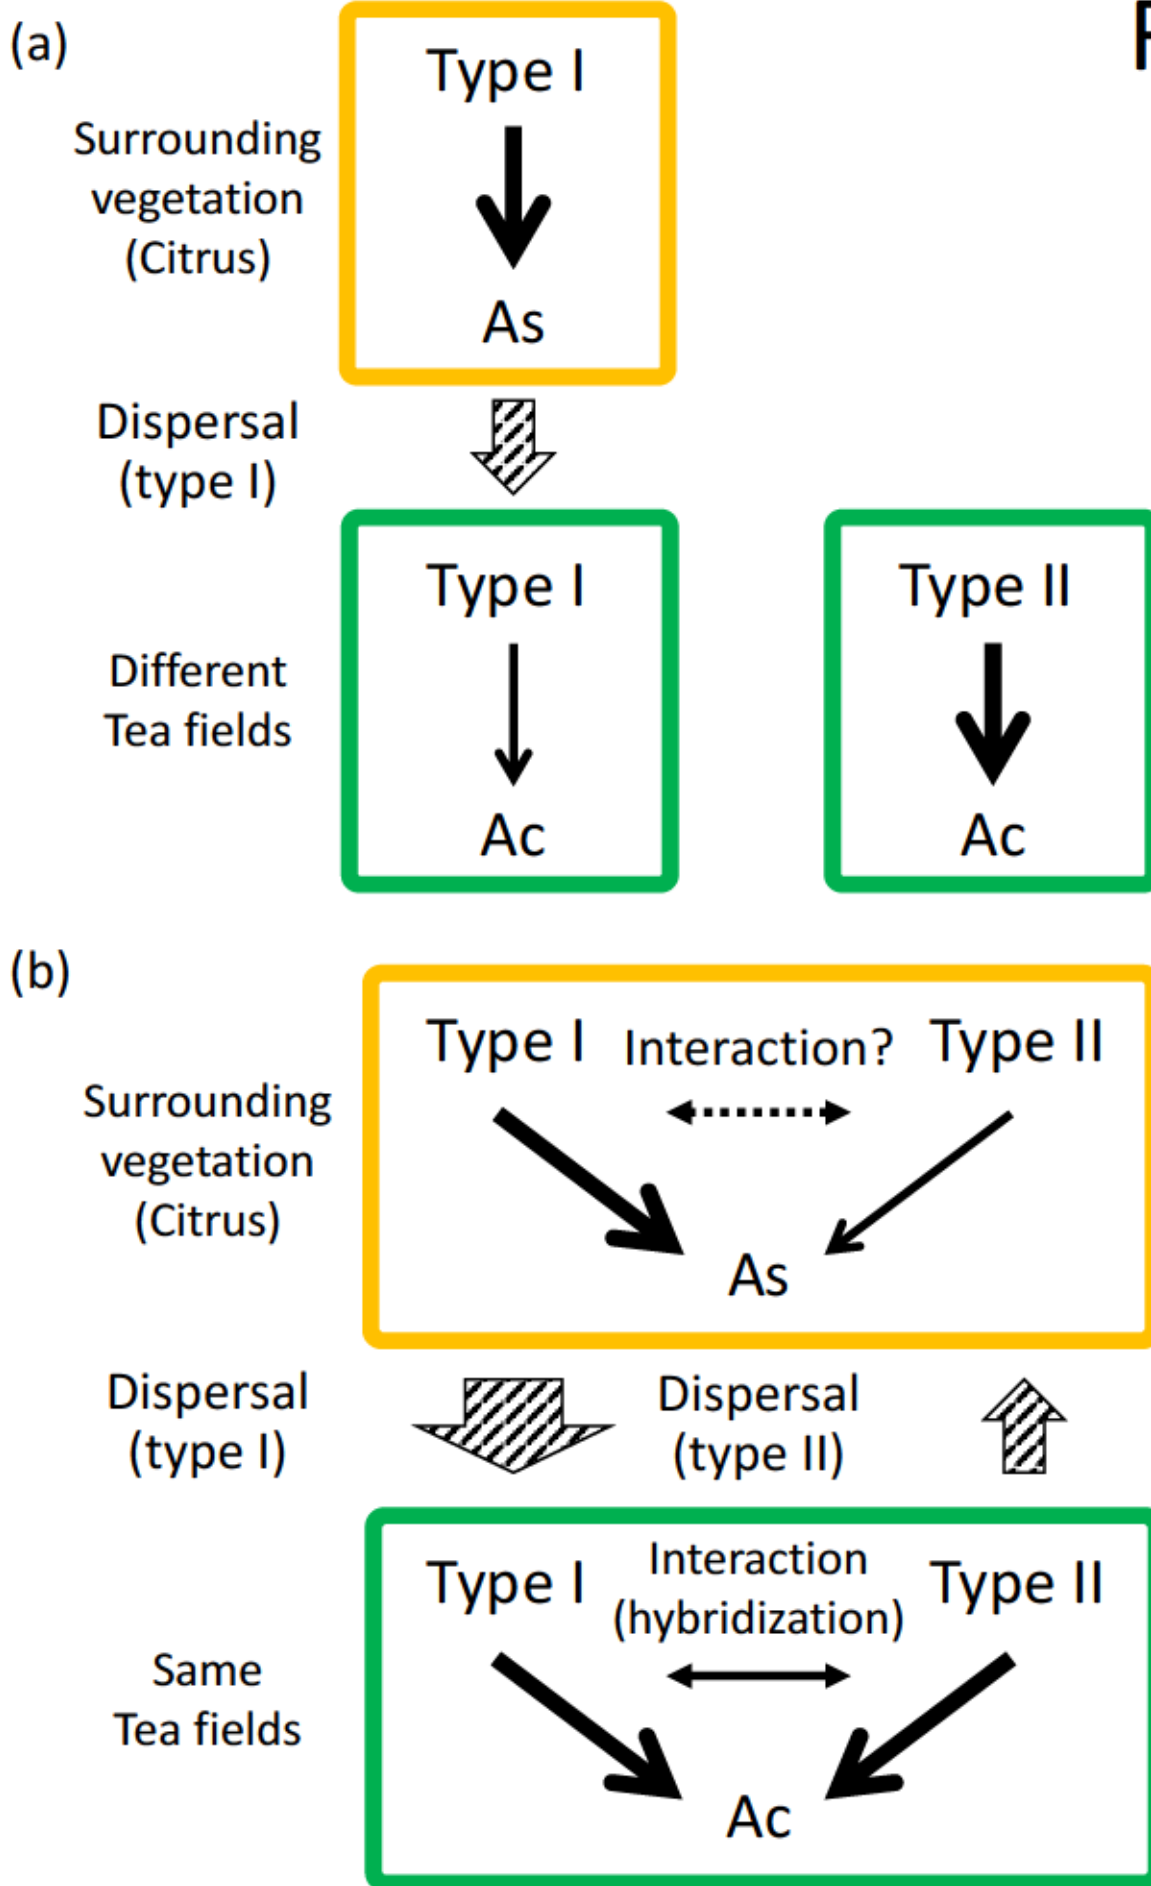 (a)
Type I
Surrounding
vegetation
(Citrus)
As
Dispersal
(type I)
Type I
Type II
Different
Tea fields
Ac
Ac
(b)
Type I
Interaction?
Type II
Surrounding
vegetation
(Citrus)
As
Dispersal
(type I)
Dispersal
(type II)
Type I
Interaction
(hybridization)
Type II
Same
Tea fields
Ac